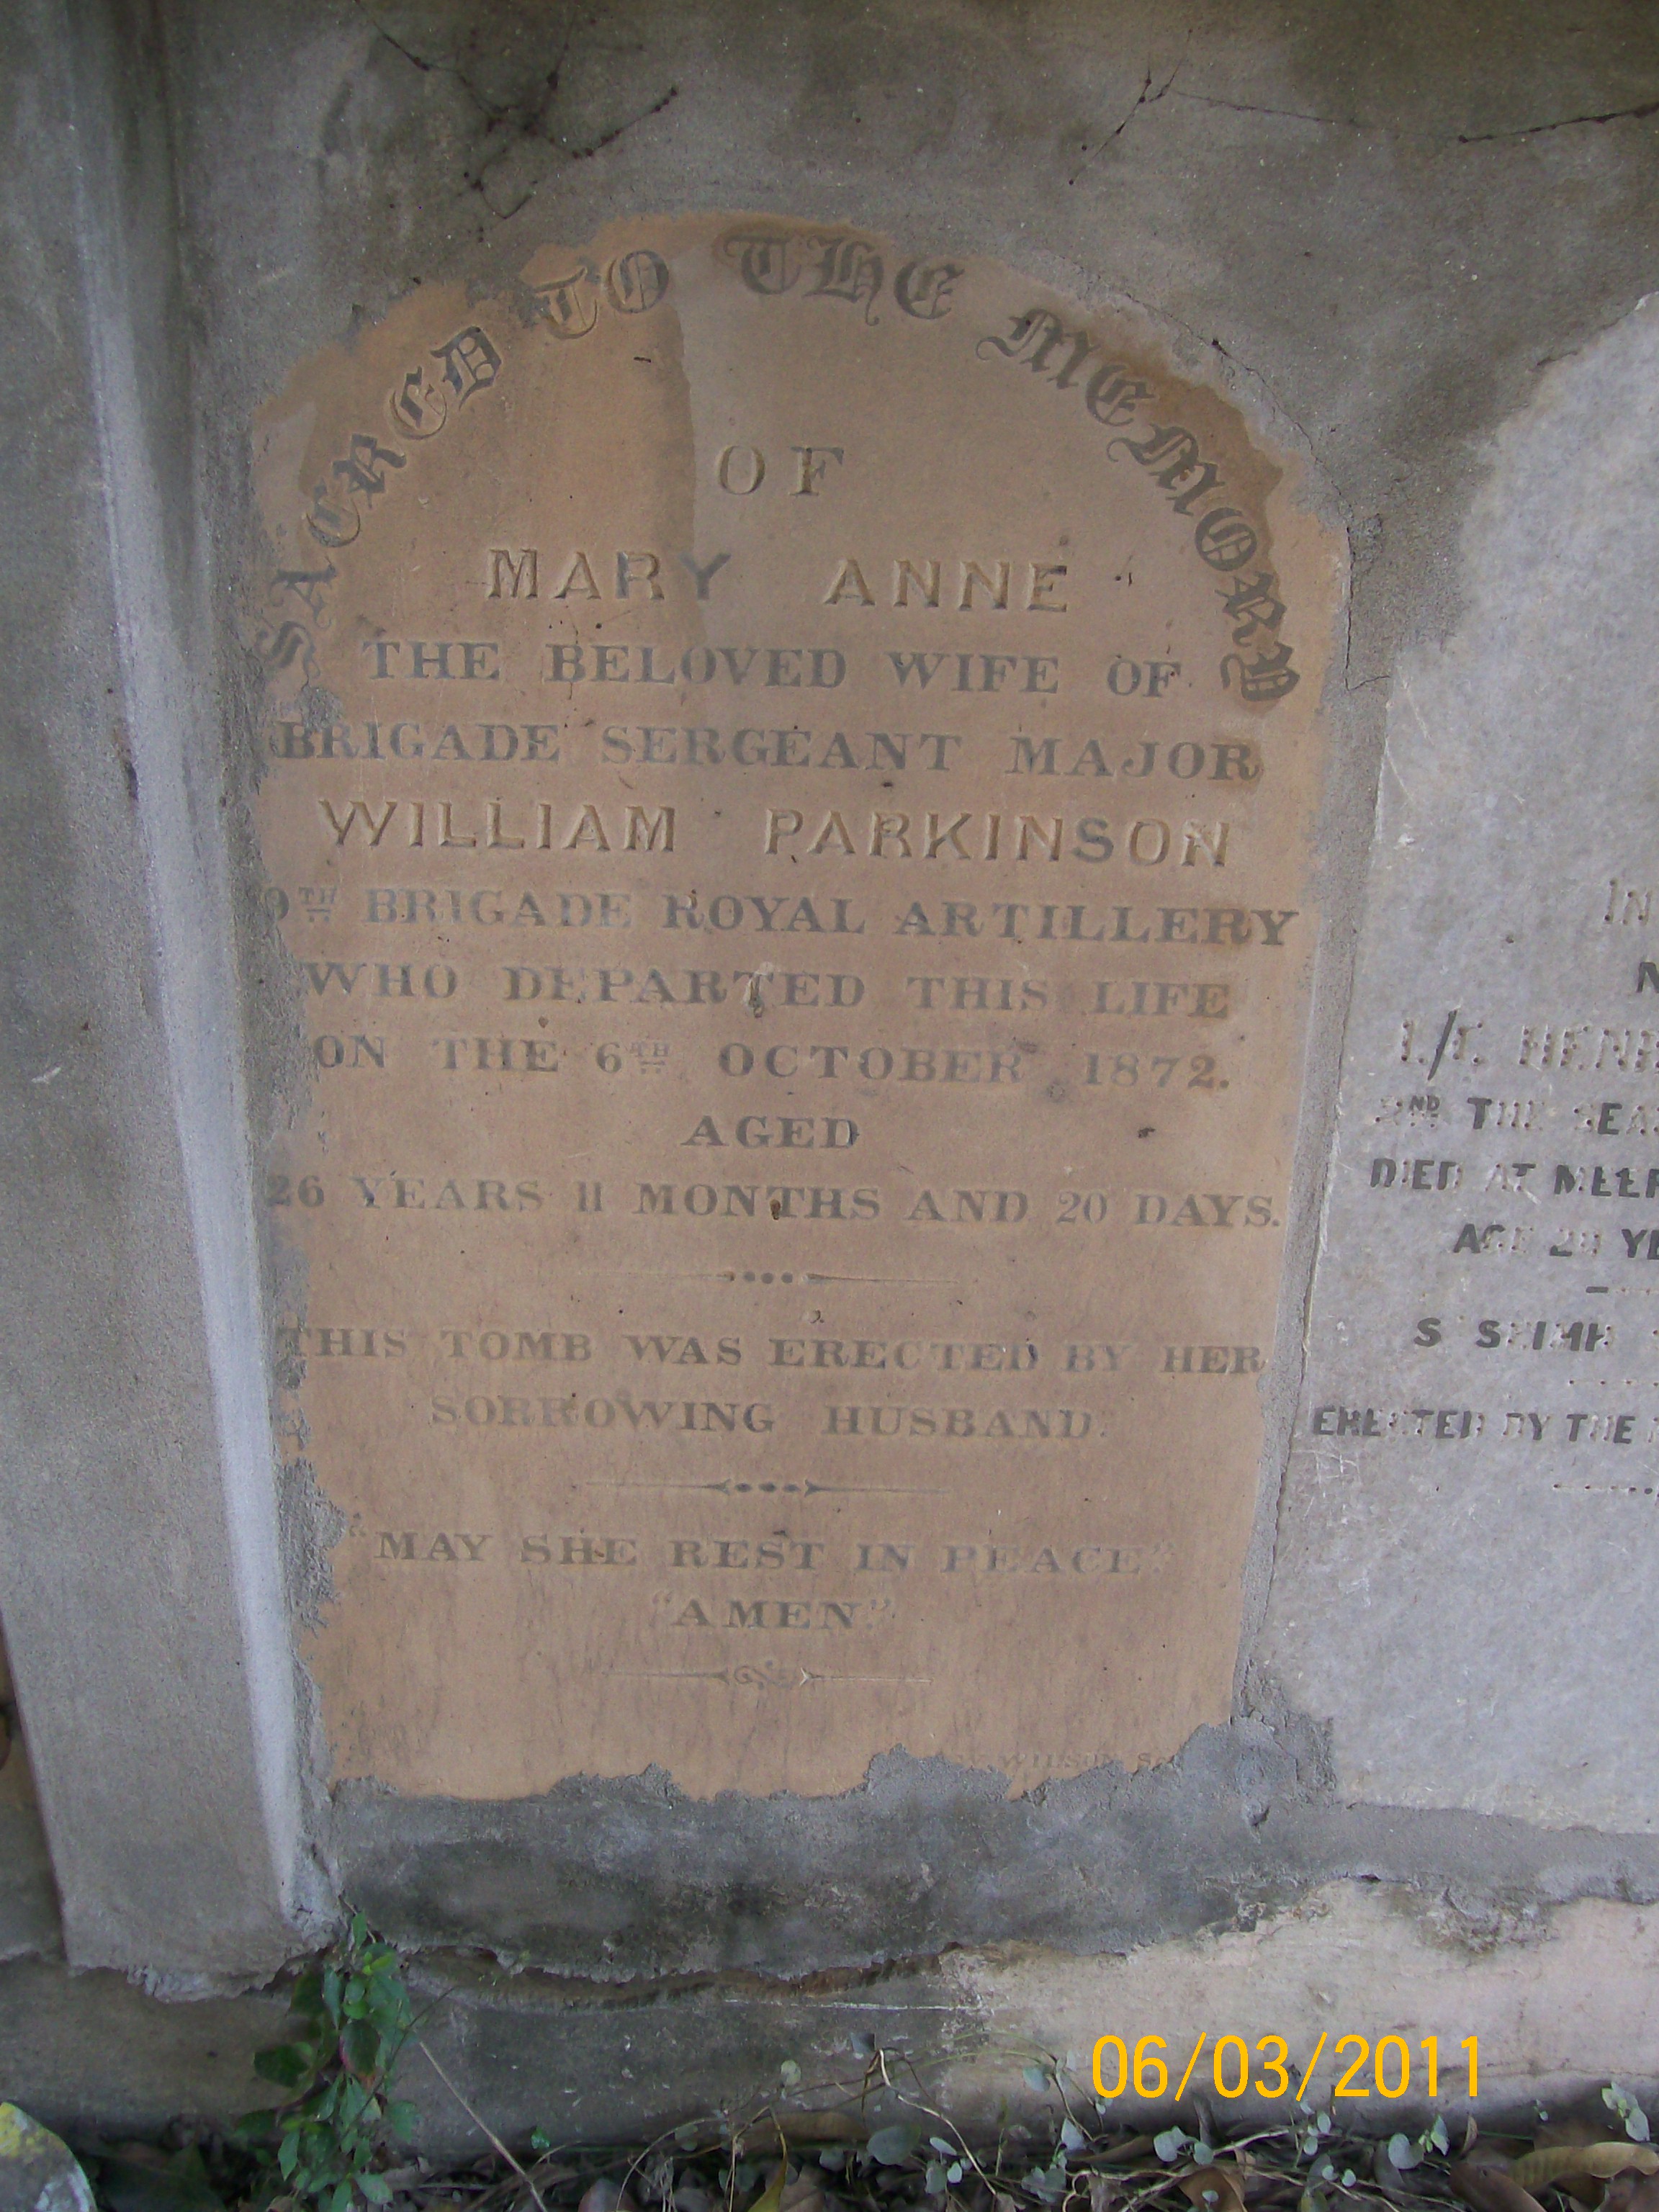 SACRED TO THE MEMORY
OF
MARY ANNE
THE BELOVED WIFE OF
BRIGADE SERGEANT MAJOR
WILLIAM PARKINSON
9TH BRIGADE ROYAL ARTILLERY
WHO DEPARTED THIS LIFE
ON THE 6TH OCTOBER 1872.
AGED
26 YEARS 11 MONTHS AND 20 DAYS.
THIS TOMB WAS ERECTED BY HER
SORROWING HUSBAND.
"MAY SHE REST IN PEACE."
"AMEN."
IN
DIED AT
AGE
ERECTED BY THE
06/03/2011